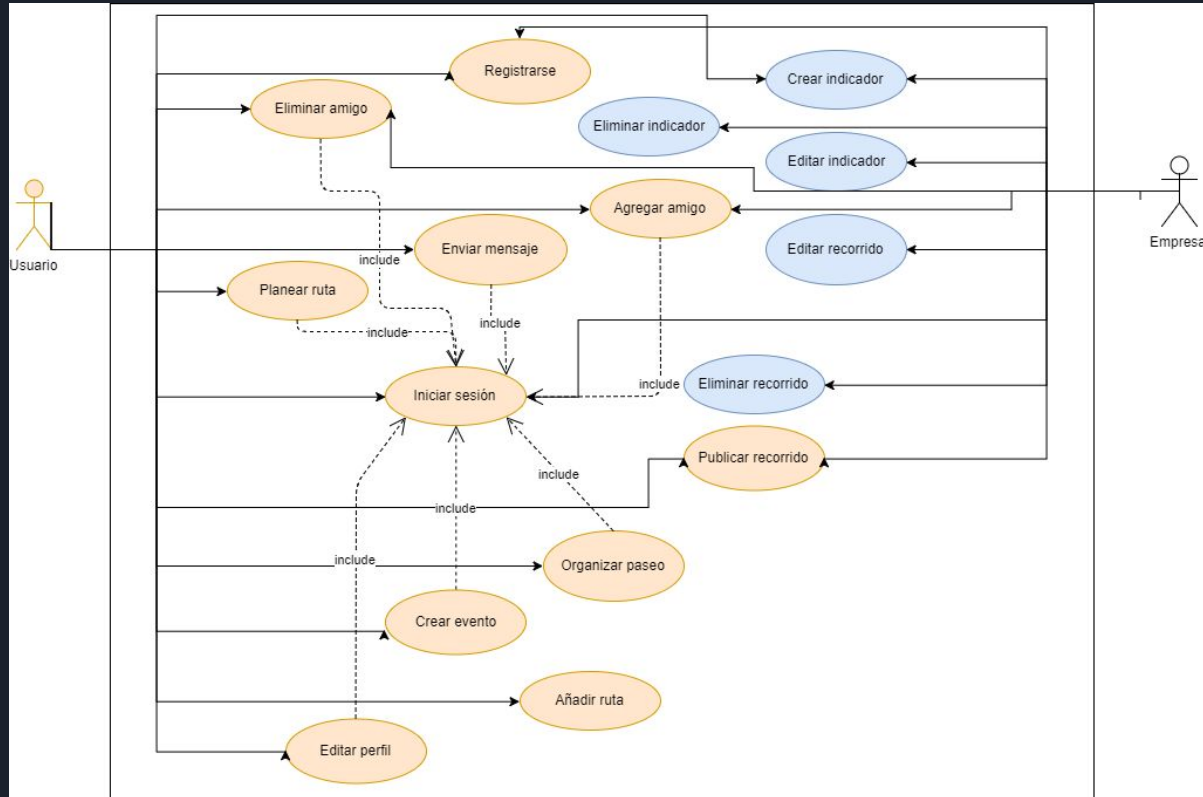 Registrarse
Crear indicador
Eliminar amigo
Eliminar indicador
Editar indicador
Agregar amigo
Usuario
Enviar mensaje
Editar recorrido
Empresa
include
Planear ruta
include
include
Iniciar sesión
include
Eliminar recorrido
Publicar recorrido
include
include
include
Organizar paseo
Crear evento
Añadir ruta
Editar perfil